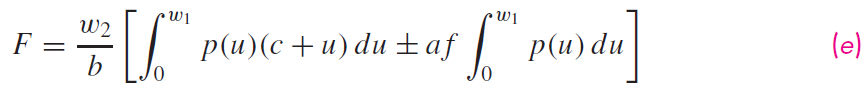 F = \frac{w_2}{b} \left[ \int_0^{w_1} p(u)(c + u) \, du \pm af \int_0^{w_1} p(u) \, du \right] (e)